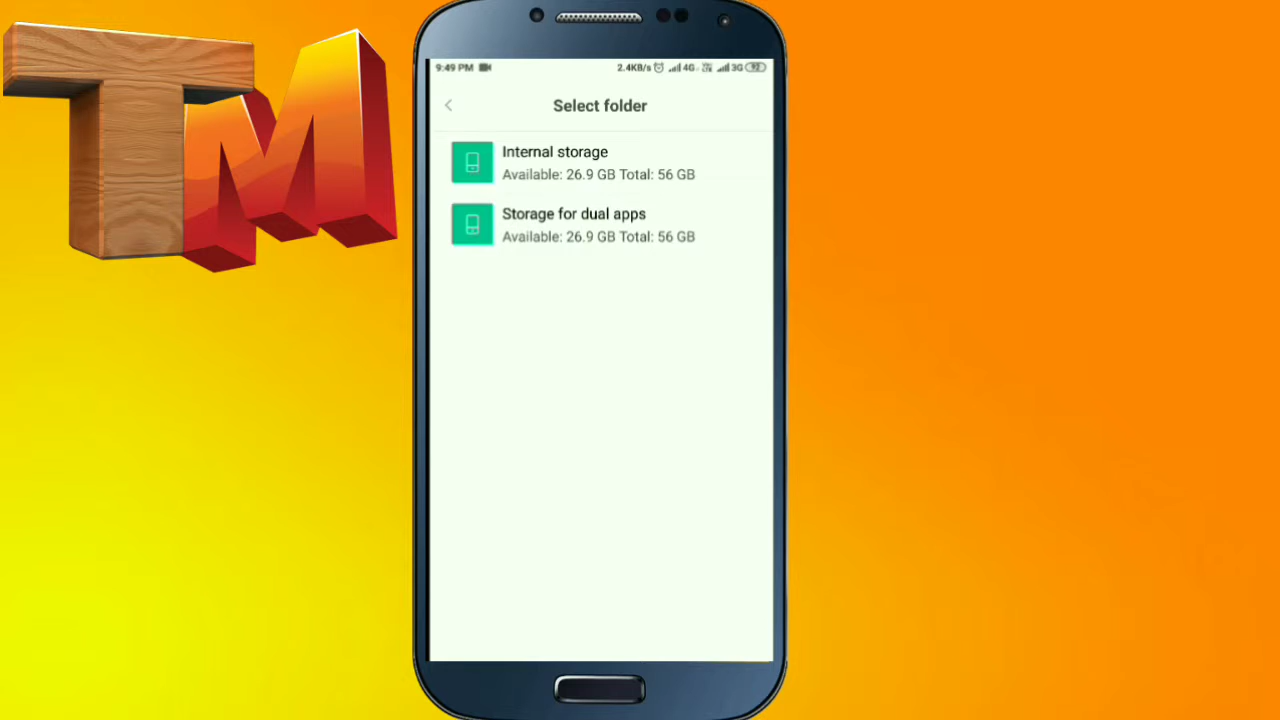 TM
9:49 PM 2.4KB/s 4G 3G 92
Select folder
Internal storage
Available: 26.9 GB Total: 56 GB
Storage for dual apps
Available: 26.9 GB Total: 56 GB